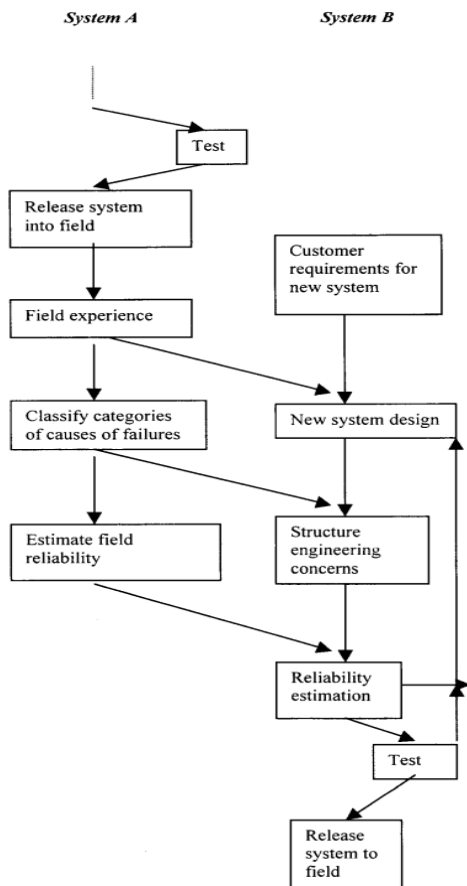 System A
System B
Test
Release system
into field
Customer
requirements for
new system
Field experience
Classify categories
of causes of failures
New system design
Estimate field
reliability
Structure
engineering
concerns
Reliability
estimation
Test
Release
system to
field